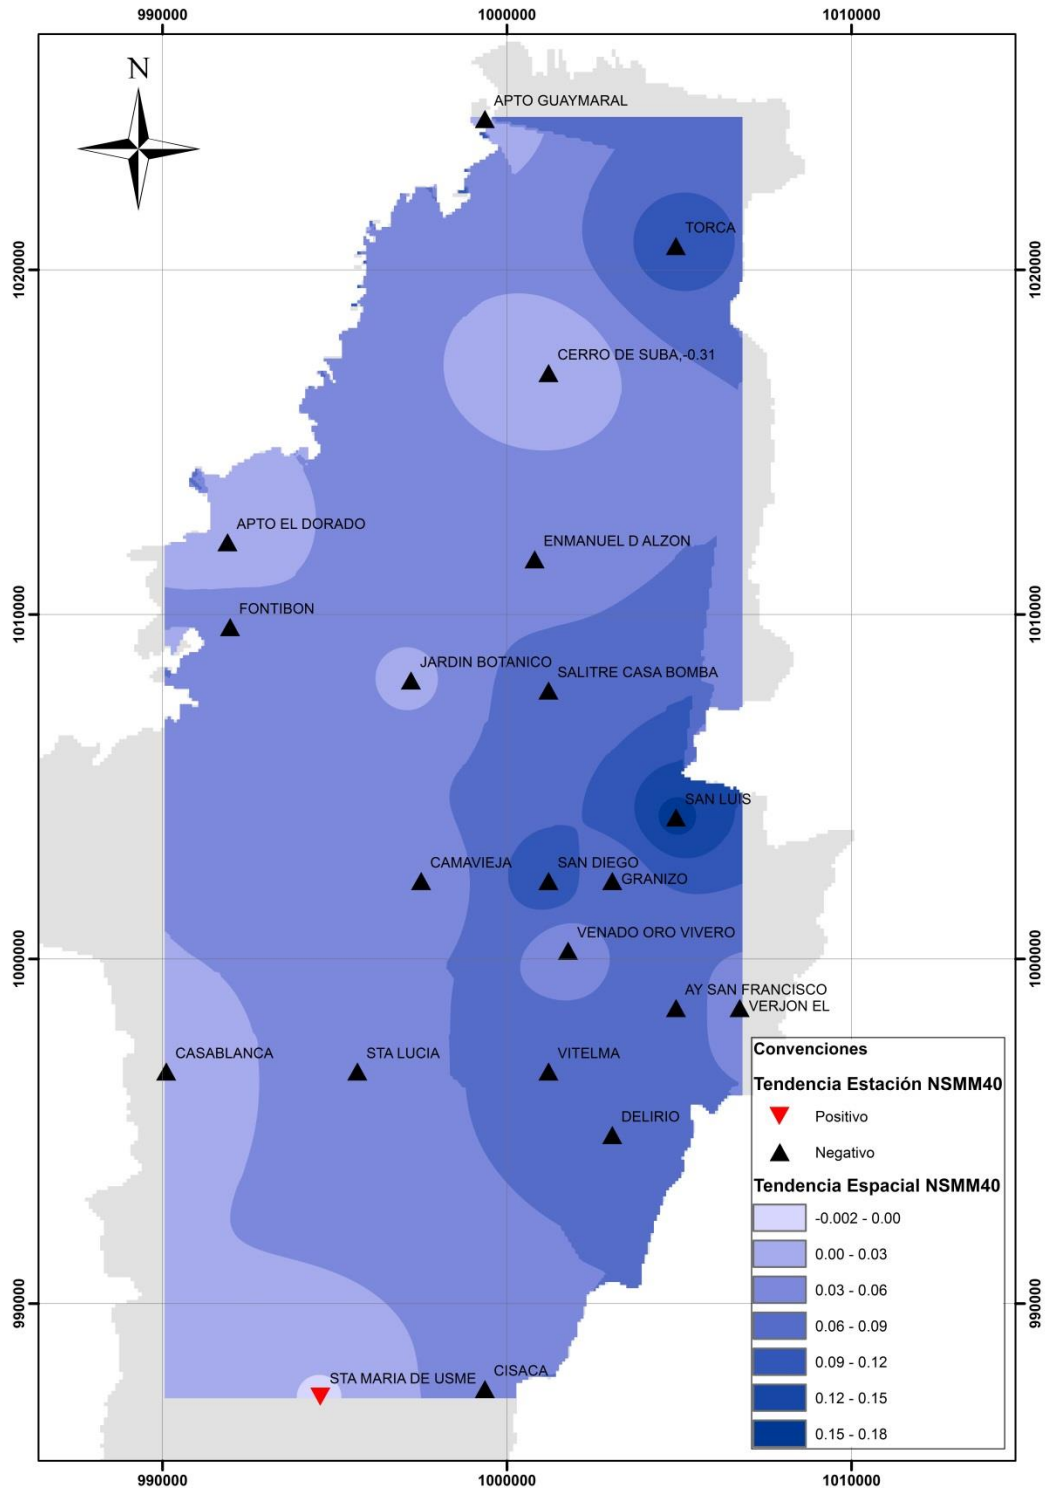 990000 1000000 1010000
N
APTO GUAYMARAL
TORCA
1020000 1020000
CERRO DE SUBA,-0.31
APTO EL DORADO
ENMANUEL D ALZON
FONTIBON
1010000 1010000
JARDIN BOTANICO
SALITRE CASA BOMBA
SAN LUIS
CAMAVIEJA
SAN DIEGO
GRANIZO
VENADO ORO VIVERO
1000000 1000000
AY SAN FRANCISCO
VERJON EL
CASABLANCA
STA LUCIA
VITELMA
DELIRIO
Convenciones
Tendencia Estación NSMM40
Positivo
Negativo
Tendencia Espacial NSMM40
-0.002 - 0.00
0.00 - 0.03
0.03 - 0.06
0.06 - 0.09
0.09 - 0.12
0.12 - 0.15
0.15 - 0.18
990000 990000
STA MARIA DE USME
CISACA
990000 1000000 1010000